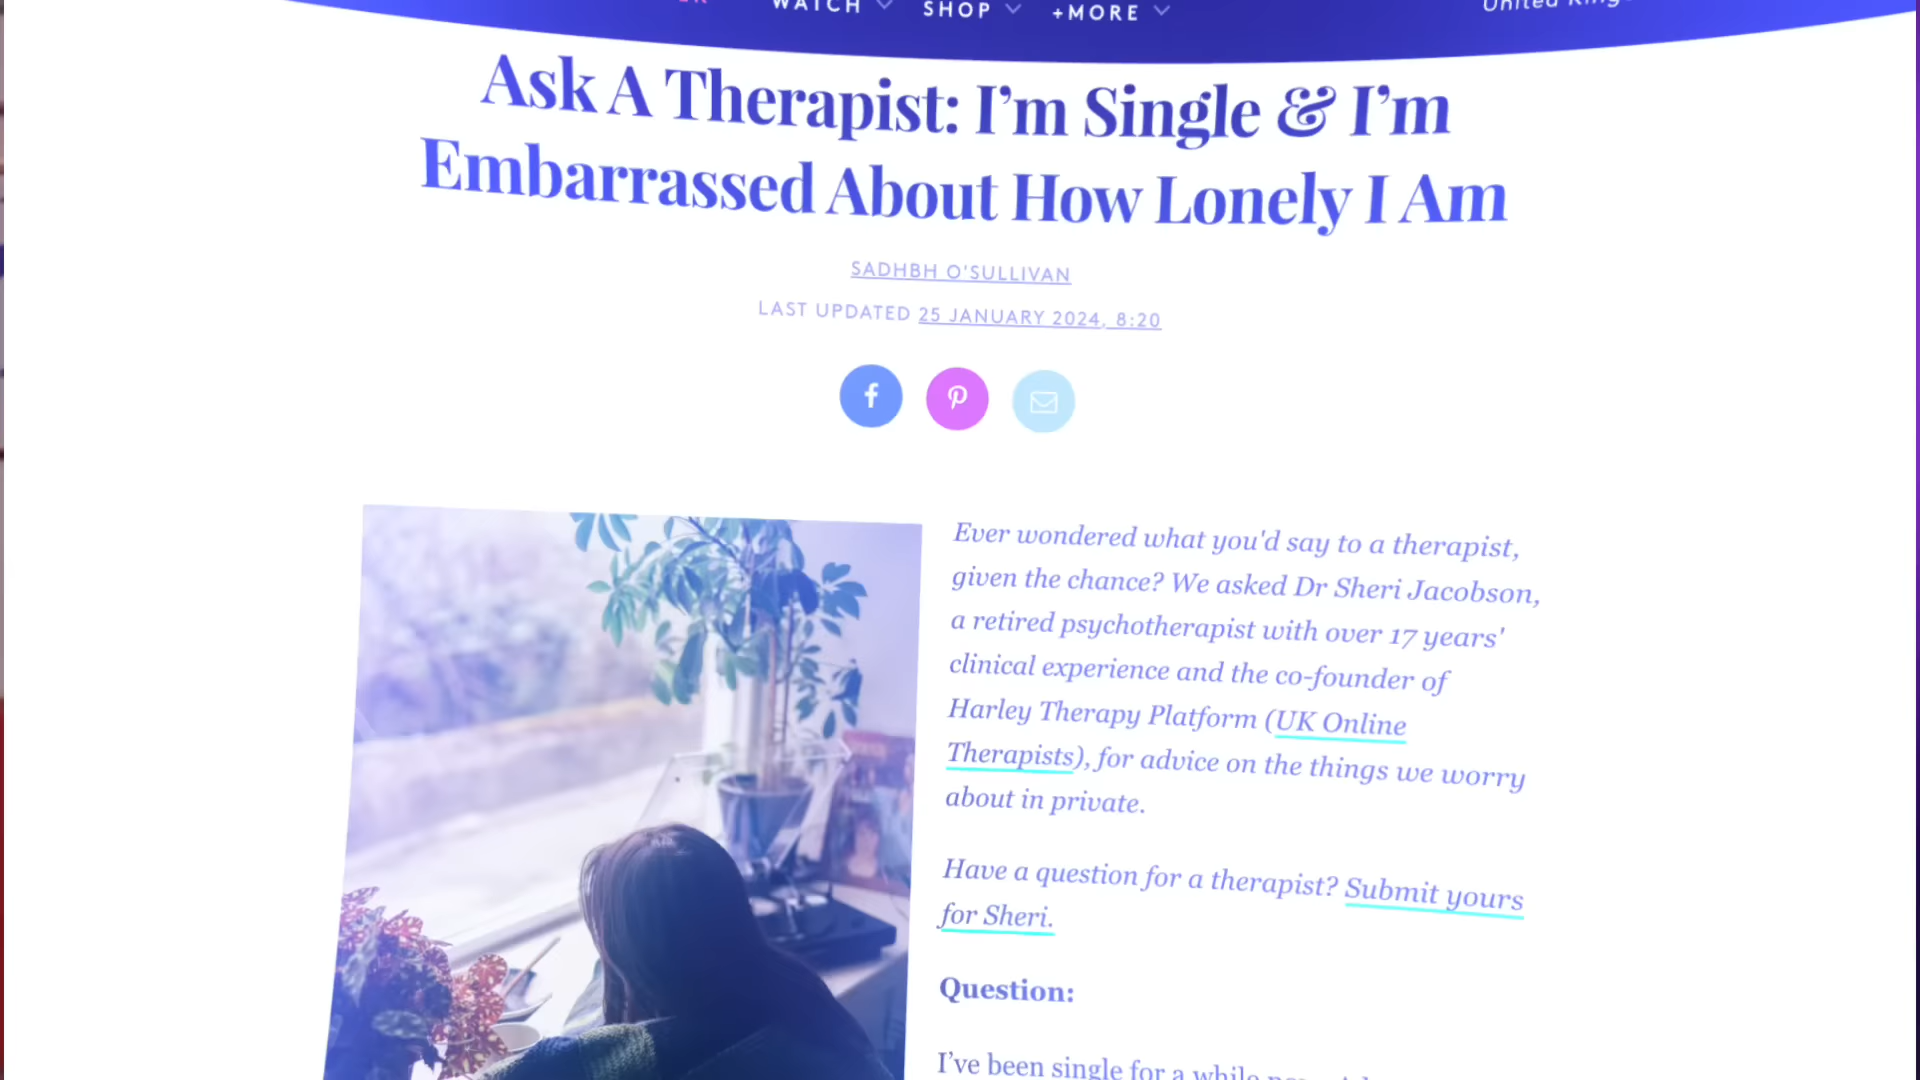 WATCH SHOP +MORE
Ask A Therapist: I’m Single & I’m
Embarrassed About How Lonely I Am
SADHBH O'SULLIVAN
LAST UPDATED 25 JANUARY 2024, 8:20
Ever wondered what you'd say to a therapist,
given the chance? We asked Dr Sheri Jacobson,
a retired psychotherapist with over 17 years'
clinical experience and the co-founder of
Harley Therapy Platform (UK Online
Therapists), for advice on the things we worry
about in private.
Have a question for a therapist? Submit yours
for Sheri.
Question:
I’ve been single for a while